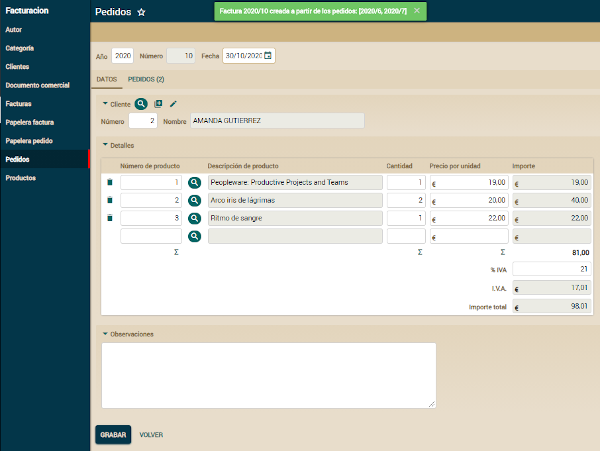 Facturacion
Autor
Categoría
Clientes
Documento comercial
Facturas
Papelera factura
Papelera pedido
Pedidos
Productos
Pedidos
Factura 2020/10 creada a partir de los pedidos: [2020/6, 2020/7]
Año 2020 Número 10 Fecha 30/10/2020
DATOS PEDIDOS (2)
Cliente
Número 2 Nombre AMANDA GUTIERREZ
Detalles
Número de producto Descripción de producto Cantidad Precio por unidad Importe
1 Peopleware: Productive Projects and Teams 1 € 19,00 € 19,00
2 Arco iris de lágrimas 2 € 20,00 € 40,00
3 Ritmo de sangre 1 € 22,00 € 22,00
€ €
Σ Σ Σ 81,00
% IVA 21
I.V.A. € 17,01
Importe total € 98,01
Observaciones
GRABAR VOLVER